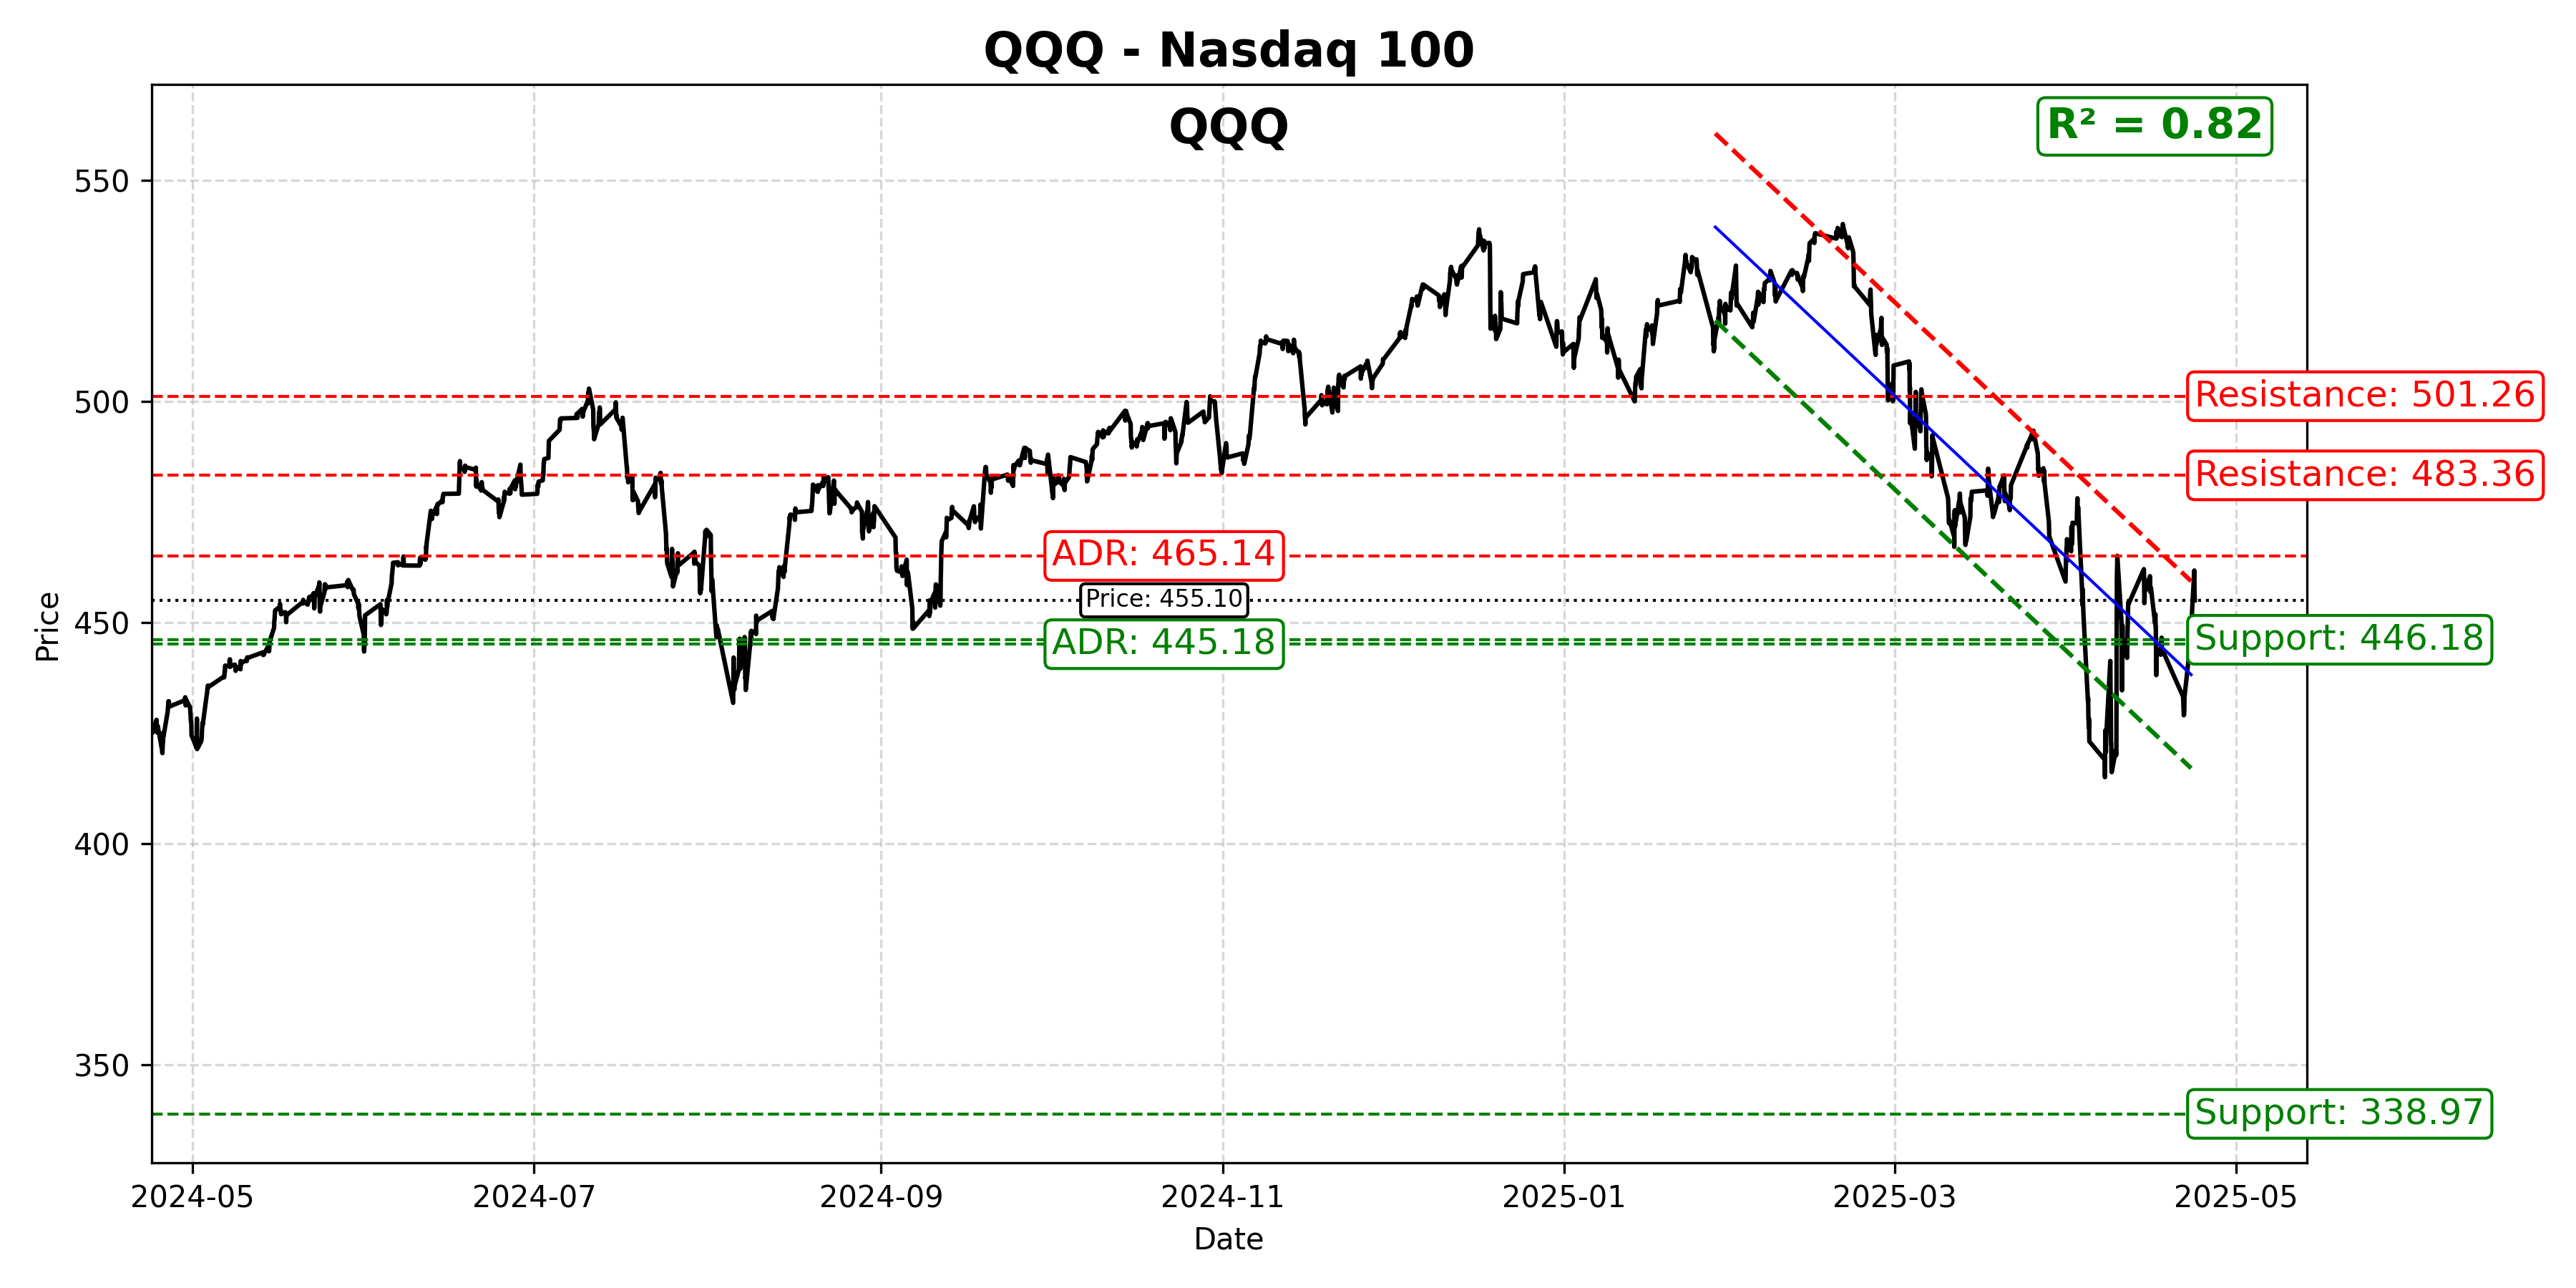 QQQ - Nasdaq 100
QQQ
R² = 0.82
550
500
450
400
350
Price
Resistance: 501.26
Resistance: 483.36
ADR: 465.14
Price: 455.10
ADR: 445.18
Support: 446.18
Support: 338.97
2024-05
2024-07
2024-09
2024-11
2025-01
2025-03
2025-05
Date